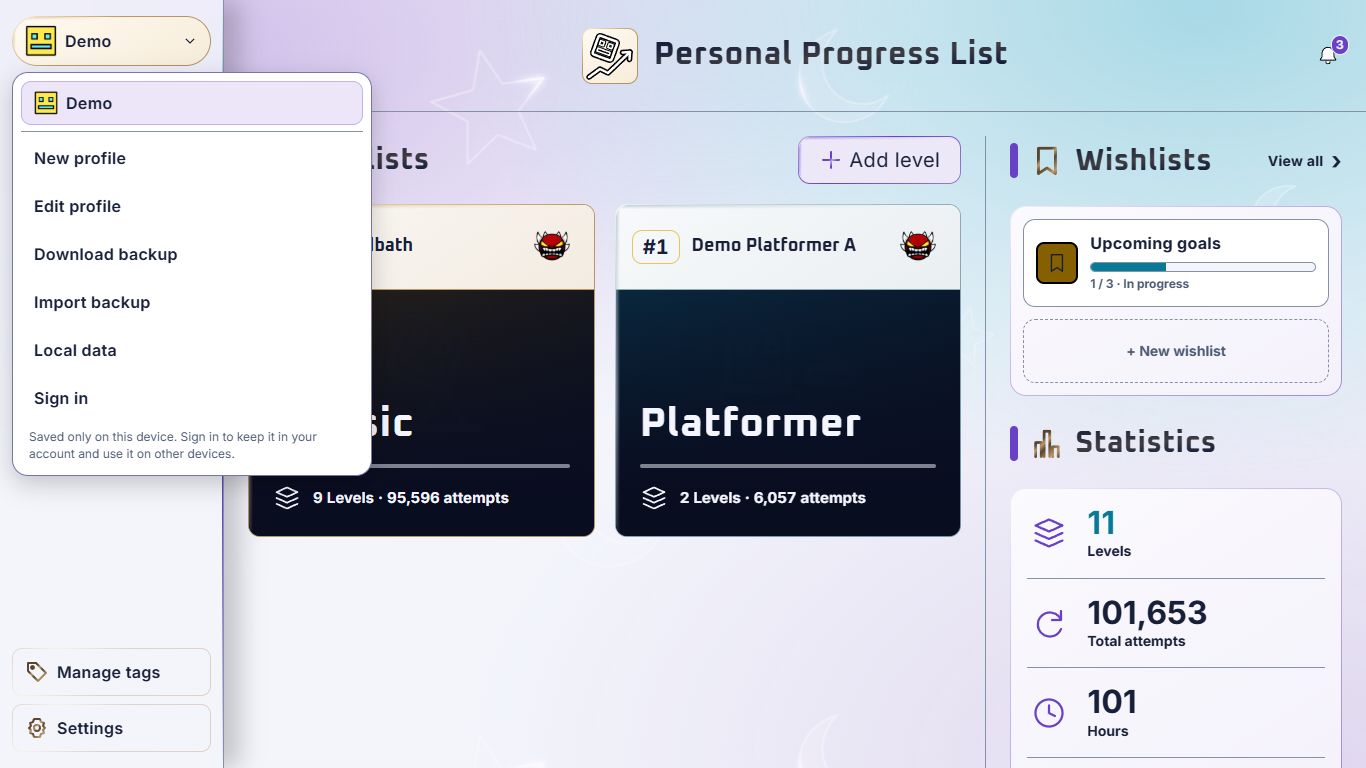 Demo
Personal Progress List
3
Demo
New profile
Edit profile
Download backup
Import backup
Local data
Sign in
Saved only on this device. Sign in to keep it in your
account and use it on other devices.
Manage tags
Settings
Add level
#1 Demo Platformer A
Platformer
9 Levels · 95,596 attempts
2 Levels · 6,057 attempts
Wishlists
View all
Upcoming goals
1 / 3 · In progress
+ New wishlist
Statistics
11
Levels
101,653
Total attempts
101
Hours